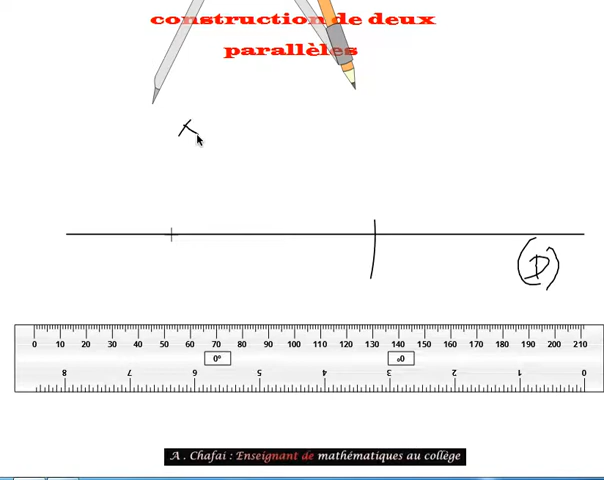 construction de deux
parallèles
(D)
0 10 20 30 40 50 60 70 80 90 100 110 120 130 140 150 160 170 180 190 200 210
0° 0°
8 7 6 5 4 3 2 1 0
A . Chafai : Enseignant de mathématiques au collège